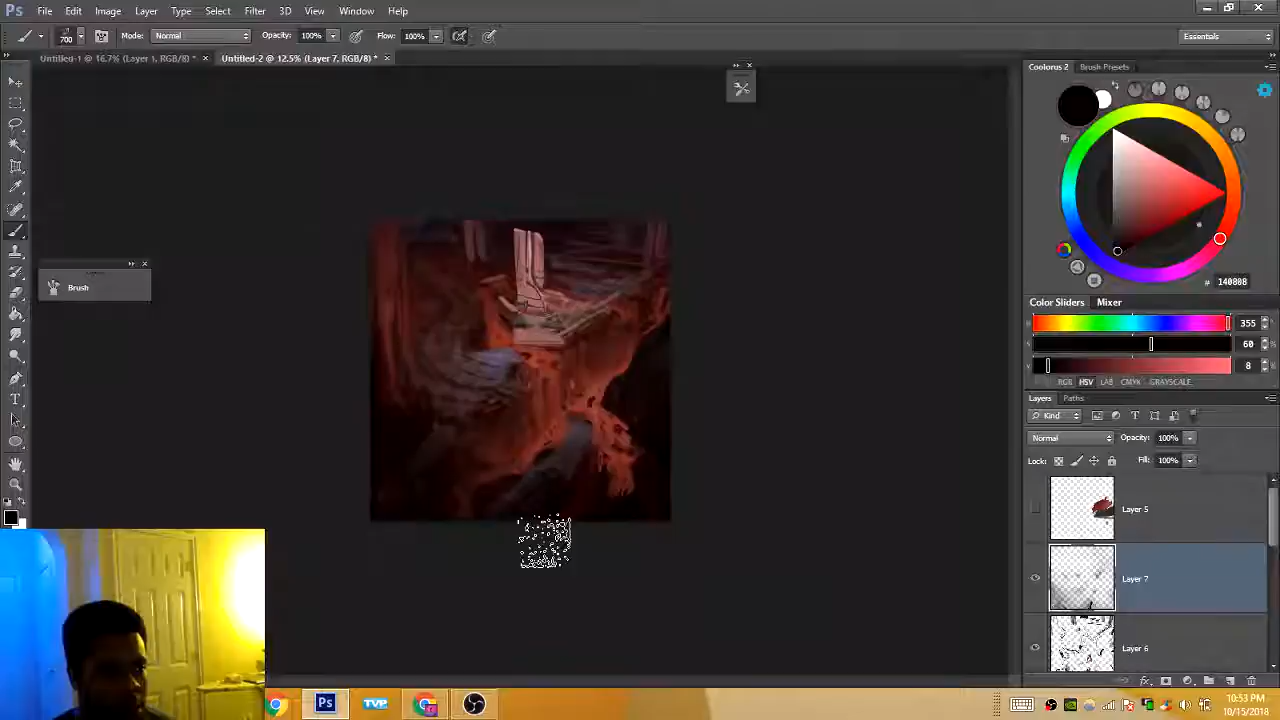 Ps File Edit Image Layer Type Select Filter 3D View Window Help
700 Mode: Normal Opacity: 100% Flow: 100% Essentials
Untitled-1 @ 16.7% (Layer 1, RGB/8) * × Untitled-2 @ 12.5% (Layer 7, RGB/8) * ×
Coolorus 2 Brush Presets
Brush
# 140808
Color Sliders Mixer
H 355 °
S 60 %
V 8 %
RGB HSV LAB CMYK GRAYSCALE
Layers Paths
Kind
Normal Opacity: 100%
Lock: Fill: 100%
Layer 5
Layer 7
Layer 6
Ps TVP
10:53 PM
10/15/2018